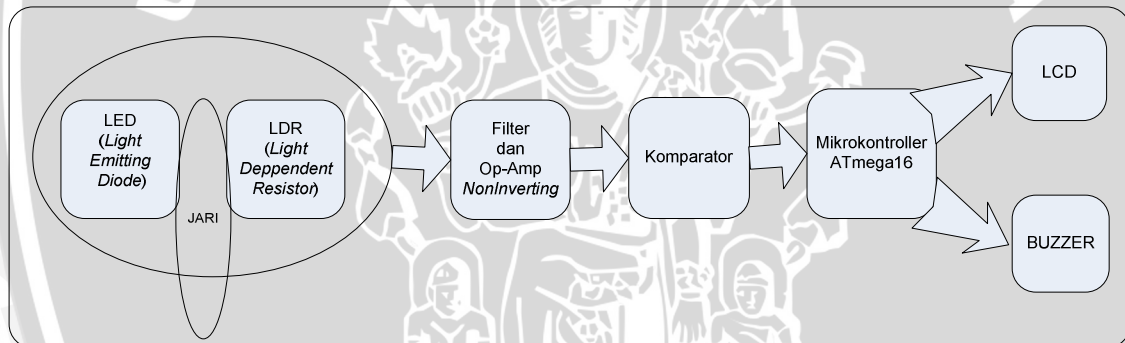 LED
(Light
Emitting
Diode)
JARI
LDR
(Light
Deppendent
Resistor)
Filter
dan
Op-Amp
NonInverting
Komparator
Mikrokontroller
ATmega16
LCD
BUZZER